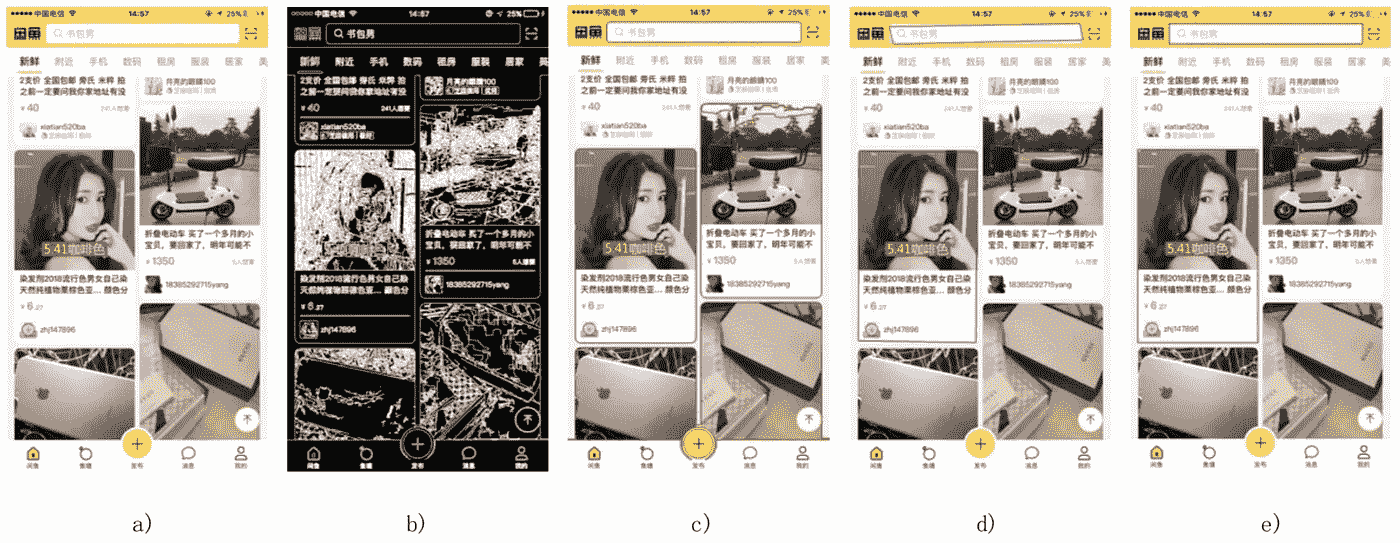 ●●●●● 中国电信 14:57 25%
书包男
新鲜 附近 手机 数码 租房 服装 居家 美
2支价 全国包邮 旁氏 米粹 拍
之前一定要问我你家地址有没
¥ 40 241人想要
xiatian520ba
月亮的眼睛100
5.41咖啡色
染发剂2018流行色男女自己染
天然纯植物栗棕色亚... 颜色分
¥ 6.27
zhj147896
折叠电动车 买了一个多月的小
宝贝，要回家了，明年可能不
¥ 1350 5人想要
18385292715yang
闲鱼 鱼塘 发布 消息 我的
a)
中国电信 14:57 25%
书包男
新鲜 附近 手机 数码 租房 服装 居家 美
2支价 全国包邮 旁氏 米粹 拍
之前一定要问我你家地址有没
¥ 40 241人想要
xiatian520ba
月亮的眼睛100
染发剂2018流行色男女自己染
天然纯植物栗棕色亚... 颜色分
¥ 6.27
zhj147896
折叠电动车 买了一个多月的小
宝贝，要回家了，明年可能不
¥ 1350 5人想要
18385292715yang
闲鱼 鱼塘 发布 消息 我的
b)
●●●●● 中国电信 14:57 25%
书包男
新鲜 附近 手机 数码 租房 服装 居家 美
2支价 全国包邮 旁氏 米粹 拍
之前一定要问我你家地址有没
¥ 40 241人想要
xiatian520ba
月亮的眼睛100
5.41咖啡色
染发剂2018流行色男女自己染
天然纯植物栗棕色亚... 颜色分
¥ 6.27
zhj147896
折叠电动车 买了一个多月的小
宝贝，要回家了，明年可能不
¥ 1350 5人想要
18385292715yang
闲鱼 鱼塘 发布 消息 我的
c)
●●●●● 中国电信 14:57 25%
书包男
新鲜 附近 手机 数码 租房 服装 居家 美
2支价 全国包邮 旁氏 米粹 拍
之前一定要问我你家地址有没
¥ 40 241人想要
xiatian520ba
月亮的眼睛100
5.41咖啡色
染发剂2018流行色男女自己染
天然纯植物栗棕色亚... 颜色分
¥ 6.27
zhj147896
折叠电动车 买了一个多月的小
宝贝，要回家了，明年可能不
¥ 1350 5人想要
18385292715yang
闲鱼 鱼塘 发布 消息 我的
d)
●●●●● 中国电信 14:57 25%
书包男
新鲜 附近 手机 数码 租房 服装 居家 美
2支价 全国包邮 旁氏 米粹 拍
之前一定要问我你家地址有没
¥ 40 241人想要
xiatian520ba
月亮的眼睛100
5.41咖啡色
染发剂2018流行色男女自己染
天然纯植物栗棕色亚... 颜色分
¥ 6.27
zhj147896
折叠电动车 买了一个多月的小
宝贝，要回家了，明年可能不
¥ 1350 5人想要
18385292715yang
闲鱼 鱼塘 发布 消息 我的
e)